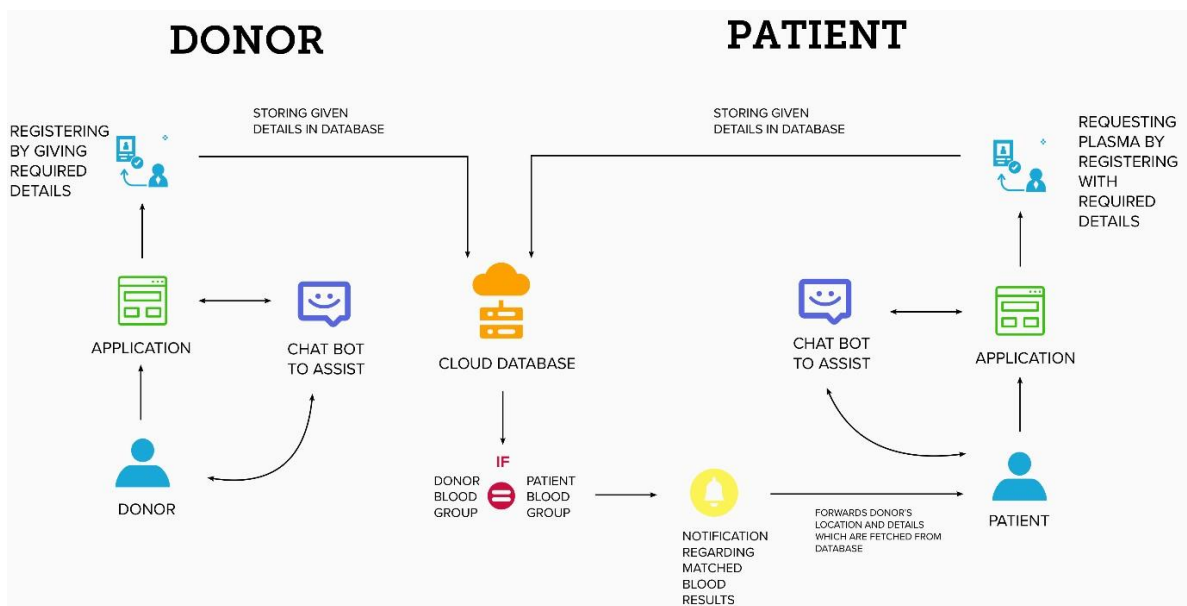 DONOR
PATIENT
STORING GIVEN
DETAILS IN DATABASE
STORING GIVEN
DETAILS IN DATABASE
REGISTERING
BY GIVING
REQUIRED
DETAILS
REQUESTING
PLASMA BY
REGISTERING
WITH
REQUIRED
DETAILS
APPLICATION
CHAT BOT
TO ASSIST
CLOUD DATABASE
CHAT BOT
TO ASSIST
APPLICATION
IF
DONOR
BLOOD
GROUP
PATIENT
BLOOD
GROUP
DONOR
NOTIFICATION
REGARDING
MATCHED
BLOOD
RESULTS
FORWARDS DONOR'S
LOCATION AND DETAILS
WHICH ARE FETCHED FROM
DATABASE
PATIENT